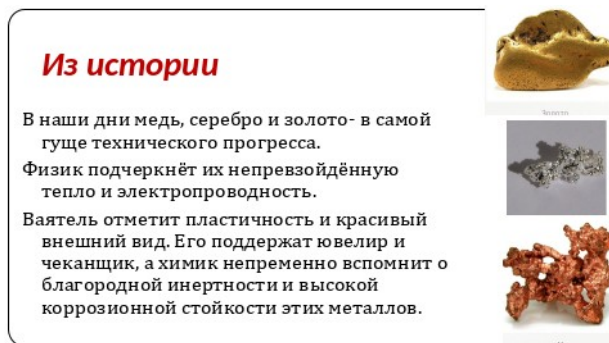 Из истории
В наши дни медь, серебро и золото- в самой
гуще технического прогресса.
Физик подчеркнёт их непревзойдённую
тепло и электропроводность.
Ваятель отметит пластичность и красивый
внешний вид. Его поддержат ювелир и
чеканщик, а химик непременно вспомнит о
благородной инертности и высокой
коррозионной стойкости этих металлов.
Золото